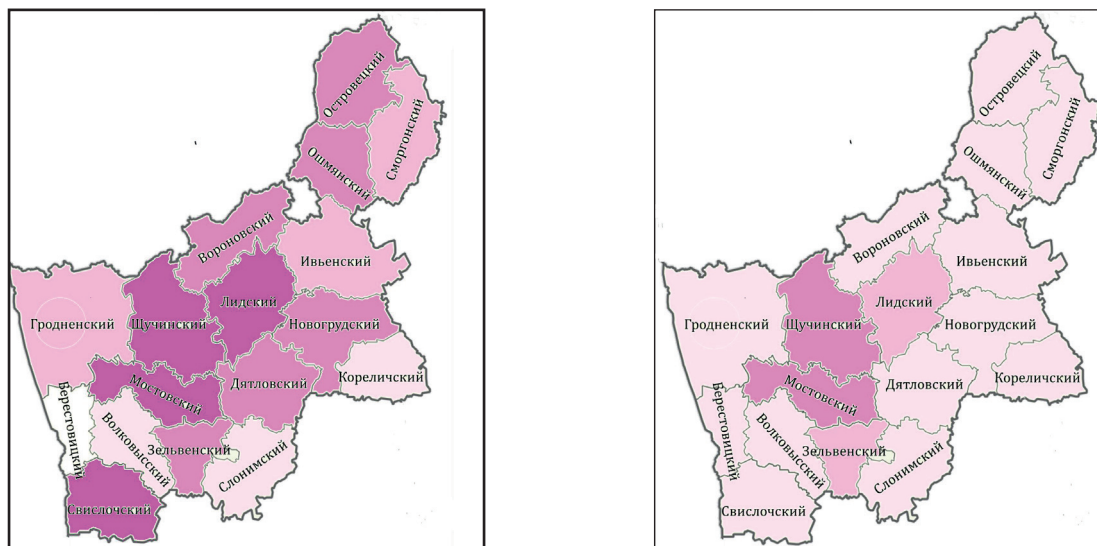 Островецкий
Сморгонский
Ошмянский
Вороновский
Ивьенский
Лидский
Гродненский
Щучинский
Новогрудский
Мостовский
Дятловский
Кореличский
Берестовицкий
Волковысский
Зельвенский
Слонимский
Свислочский
Островецкий
Сморгонский
Ошмянский
Вороновский
Ивьенский
Лидский
Гродненский
Щучинский
Новогрудский
Мостовский
Дятловский
Кореличский
Берестовицкий
Волковысский
Зельвенский
Слонимский
Свислочский